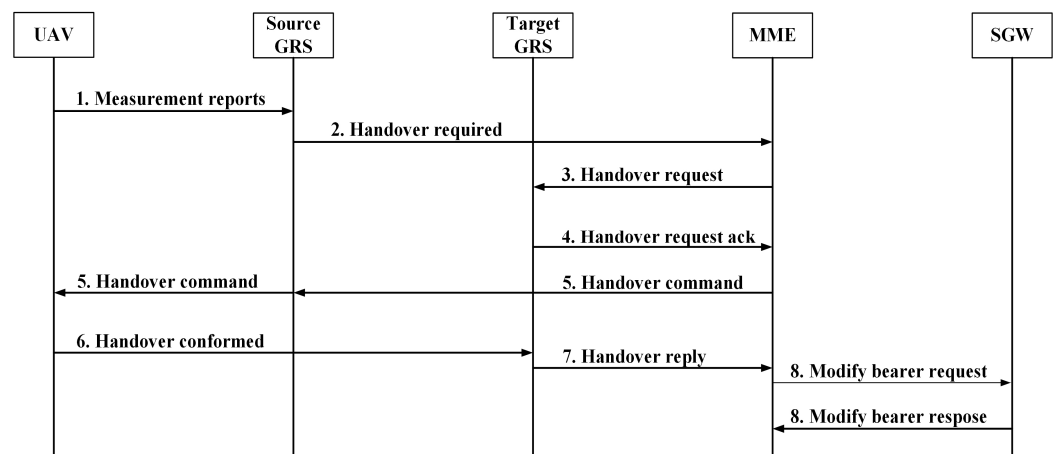 UAV
Source
GRS
Target
GRS
MME
SGW
1. Measurement reports
2. Handover required
3. Handover request
4. Handover request ack
5. Handover command
5. Handover command
6. Handover conformed
7. Handover reply
8. Modify bearer request
8. Modify bearer respose